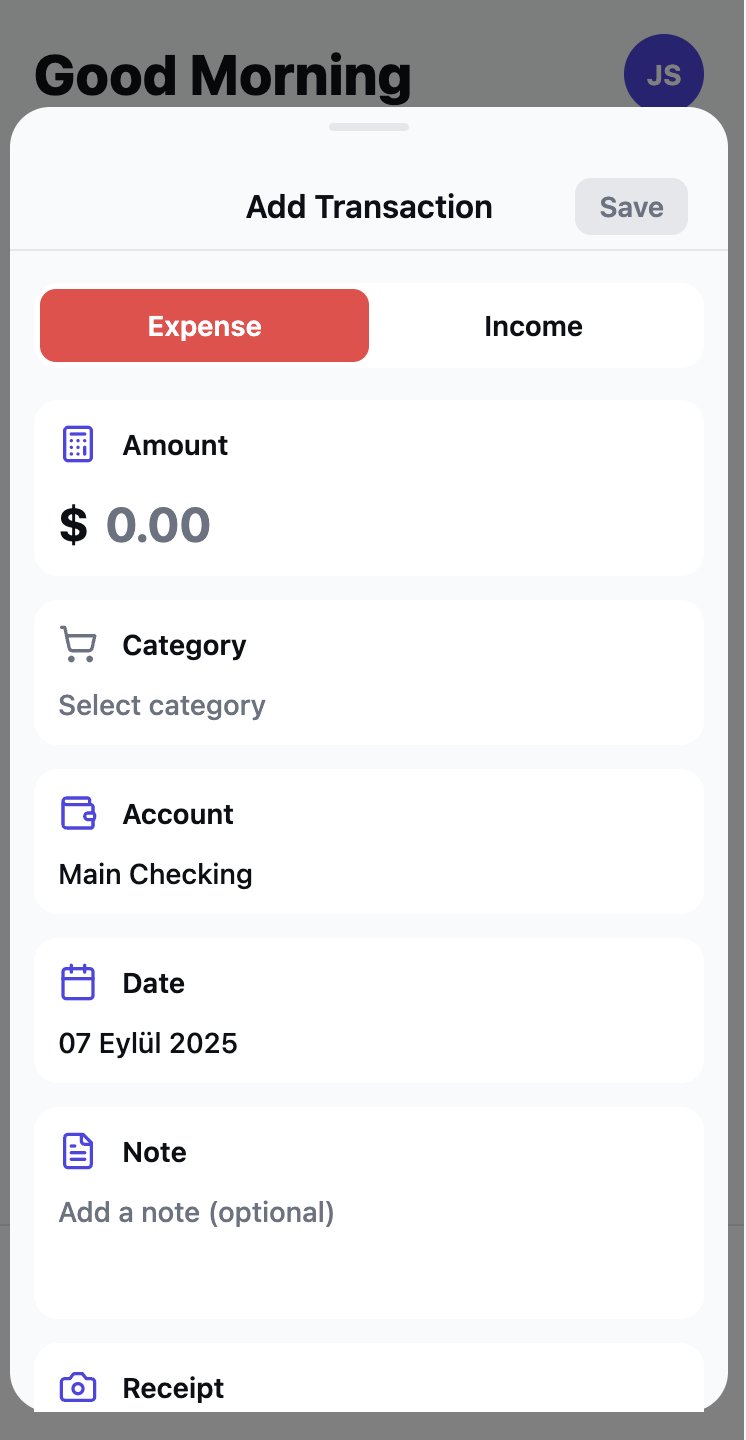 Good Morning
JS
Add Transaction
Save
Expense
Income
Amount
$ 0.00
Category
Select category
Account
Main Checking
Date
07 Eylül 2025
Note
Add a note (optional)
Receipt